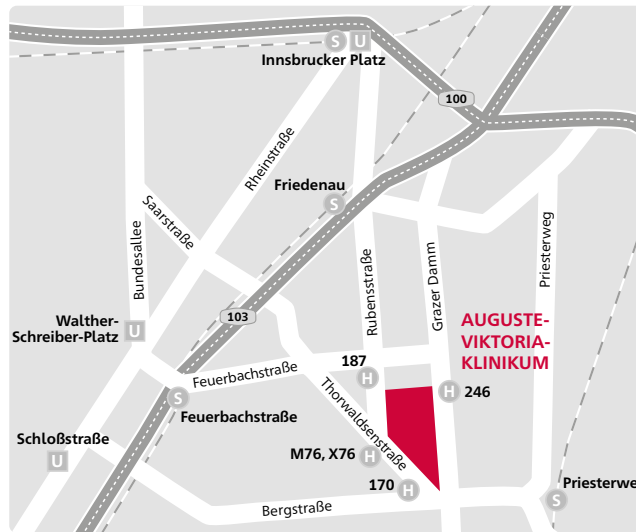 S U
Innsbrucker Platz
100
Rheinstraße
Friedenau
S
Saarstraße
Bundesallee
Rubensstraße
Grazer Damm
Priesterweg
103
Walther-
Schreiber-Platz
U
AUGUSTE-
VIKTORIA-
KLINIKUM
187
H
Feuerbachstraße
H
246
S
Feuerbachstraße
Thorwaldsenstraße
Schloßstraße
U
M76, X76
H
170
H
Bergstraße
S
Priesterwe